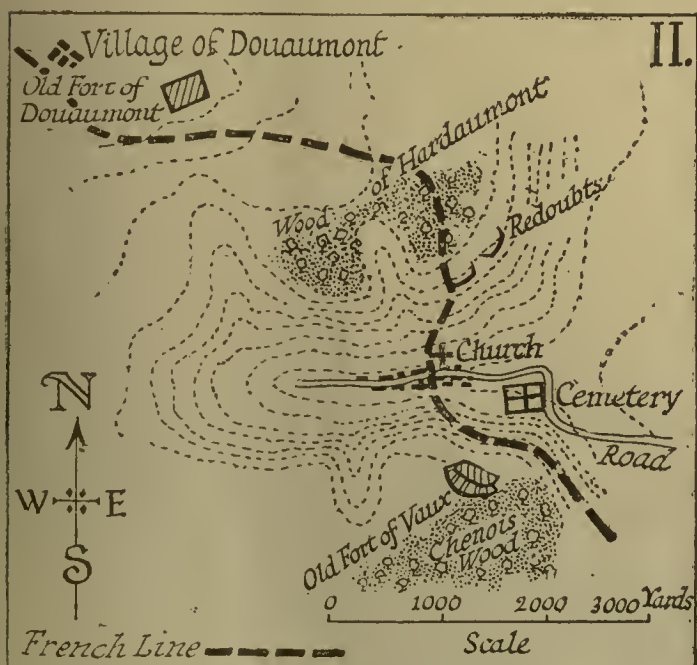 II.
Village of Douaumont
Old Fort of
Douaumont
Wood
of Hardaumont
Redoubts
Church
Cemetery
Road
N
W E
S
Old Fort of Vaux
Chenois
Wood
0 1000 2000 3000 Yards
Scale
French Line